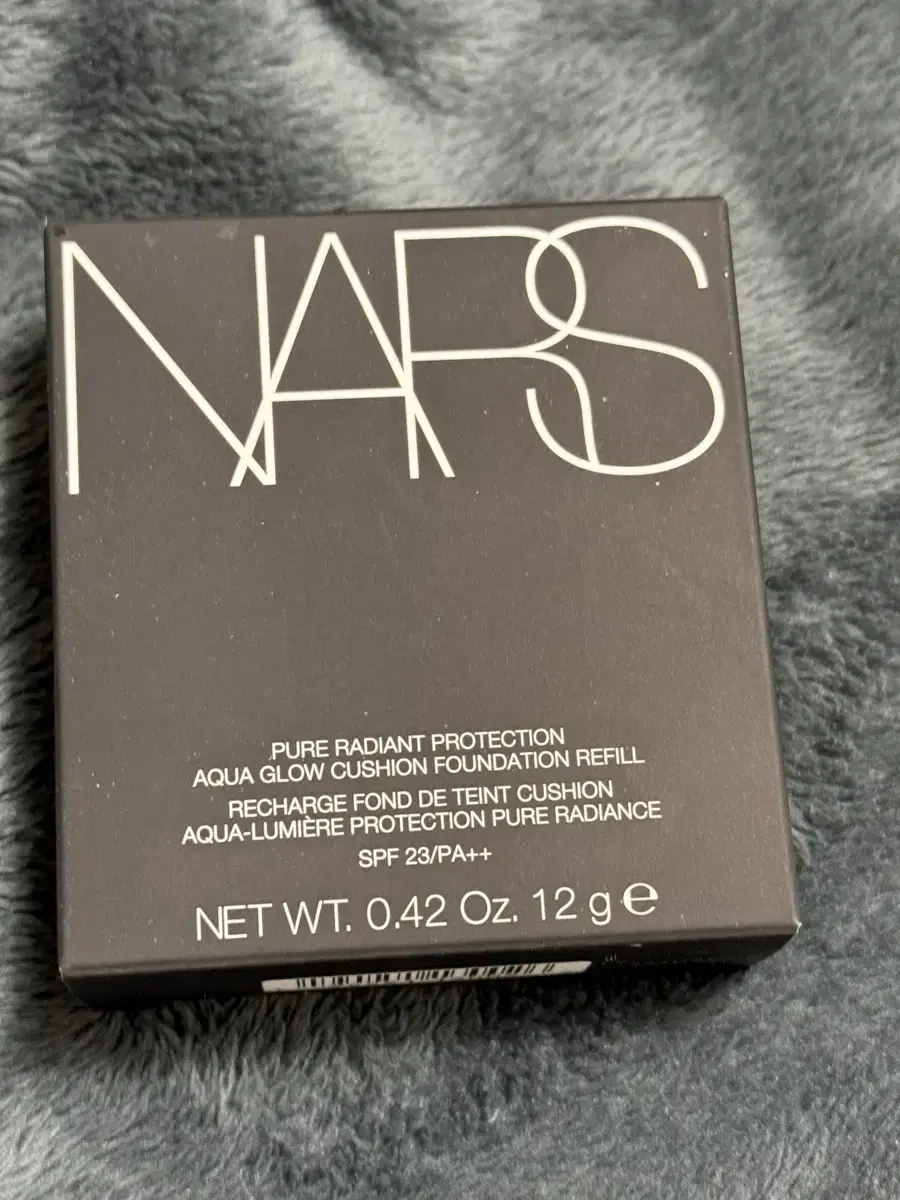 NARS
PURE RADIANT PROTECTION
AQUA GLOW CUSHION FOUNDATION REFILL
RECHARGE FOND DE TEINT CUSHION
AQUA-LUMIÈRE PROTECTION PURE RADIANCE
SPF 23/PA++
NET WT. 0.42 Oz. 12 g e